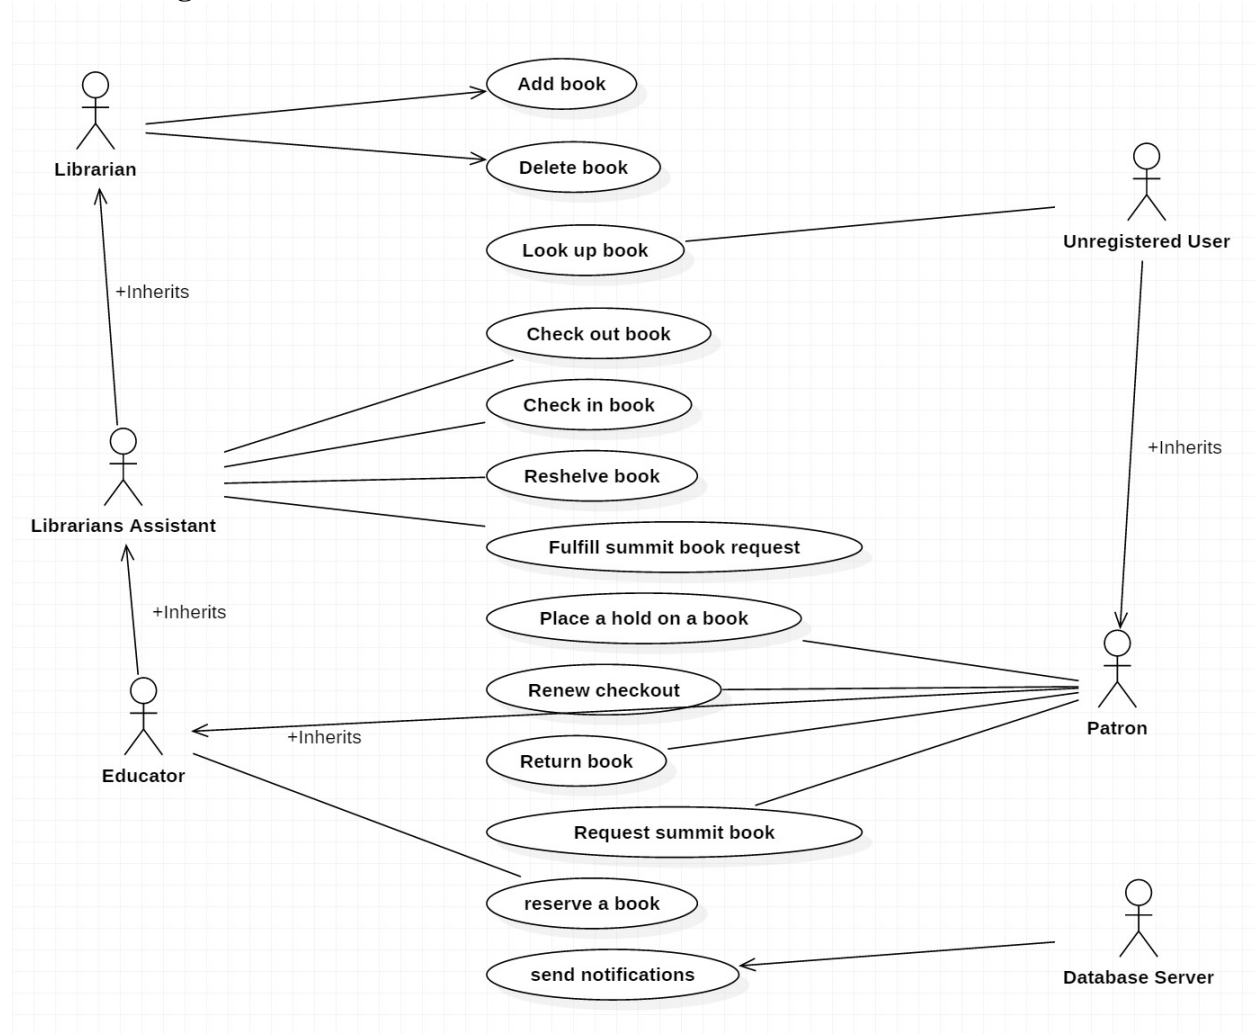 Add book
Librarian
Delete book
Unregistered User
Look up book
+Inherits
Check out book
Check in book
+Inherits
Reshelve book
Librarians Assistant
Fulfill summit book request
+Inherits
Place a hold on a book
Renew checkout
Patron
+Inherits
Return book
Educator
Request summit book
reserve a book
send notifications
Database Server